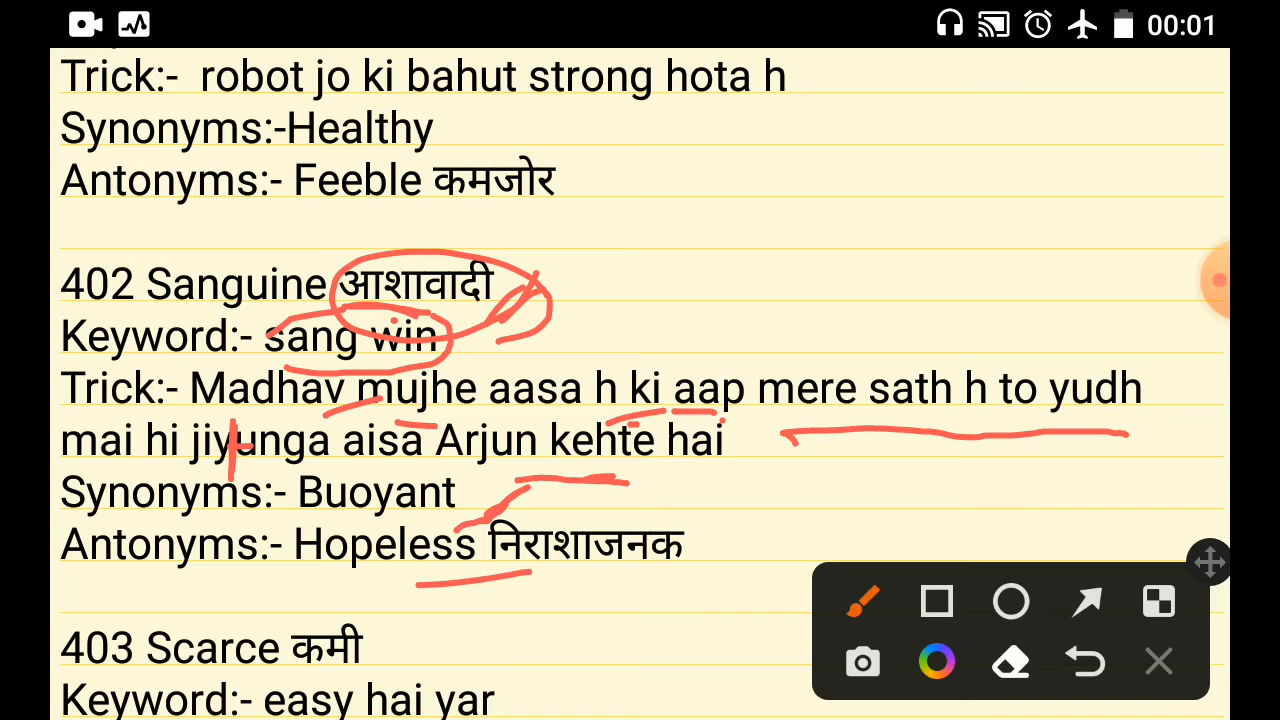 00:01
Trick:- robot jo ki bahut strong hota h
Synonyms:-Healthy
Antonyms:- Feeble कमजोर
402 Sanguine आशावादी
Keyword:- sang win
Trick:- Madhav mujhe aasa h ki aap mere sath h to yudh
mai hi jiyunga aisa Arjun kehte hai
Synonyms:- Buoyant
Antonyms:- Hopeless निराशाजनक
403 Scarce कमी
Keyword:- easy hai yar